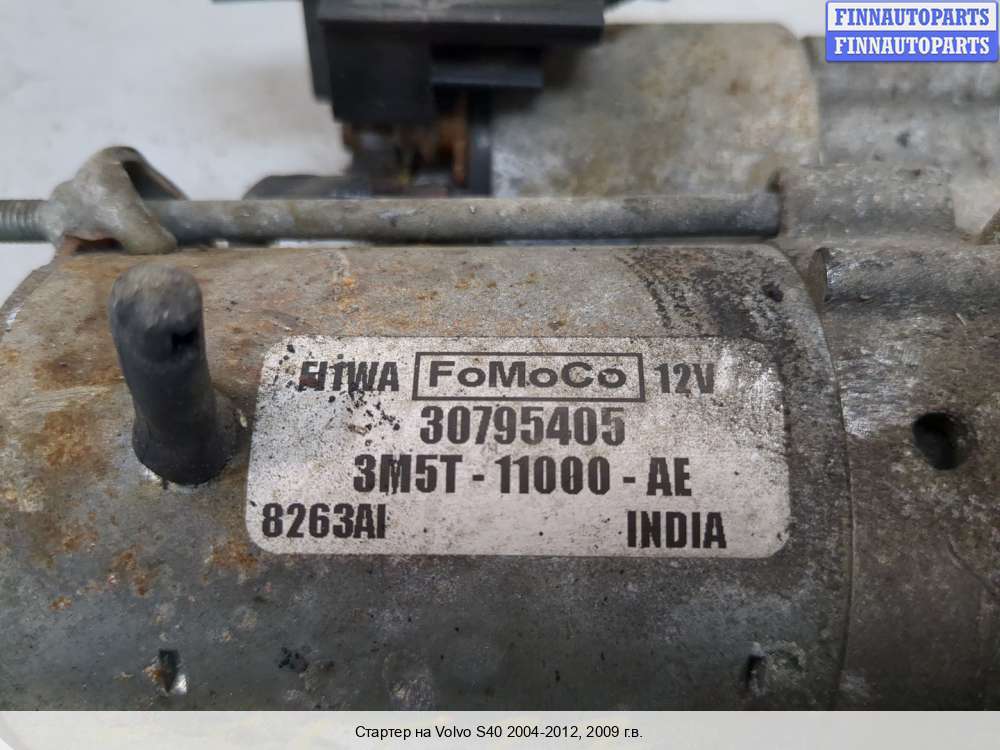 FINNAUTOPARTS
FINNAUTOPARTS
FoMoCo 12V
30795405
3M5T - 11000 - AE
8263AI
INDIA
Стартер на Volvo S40 2004-2012, 2009 г.в.